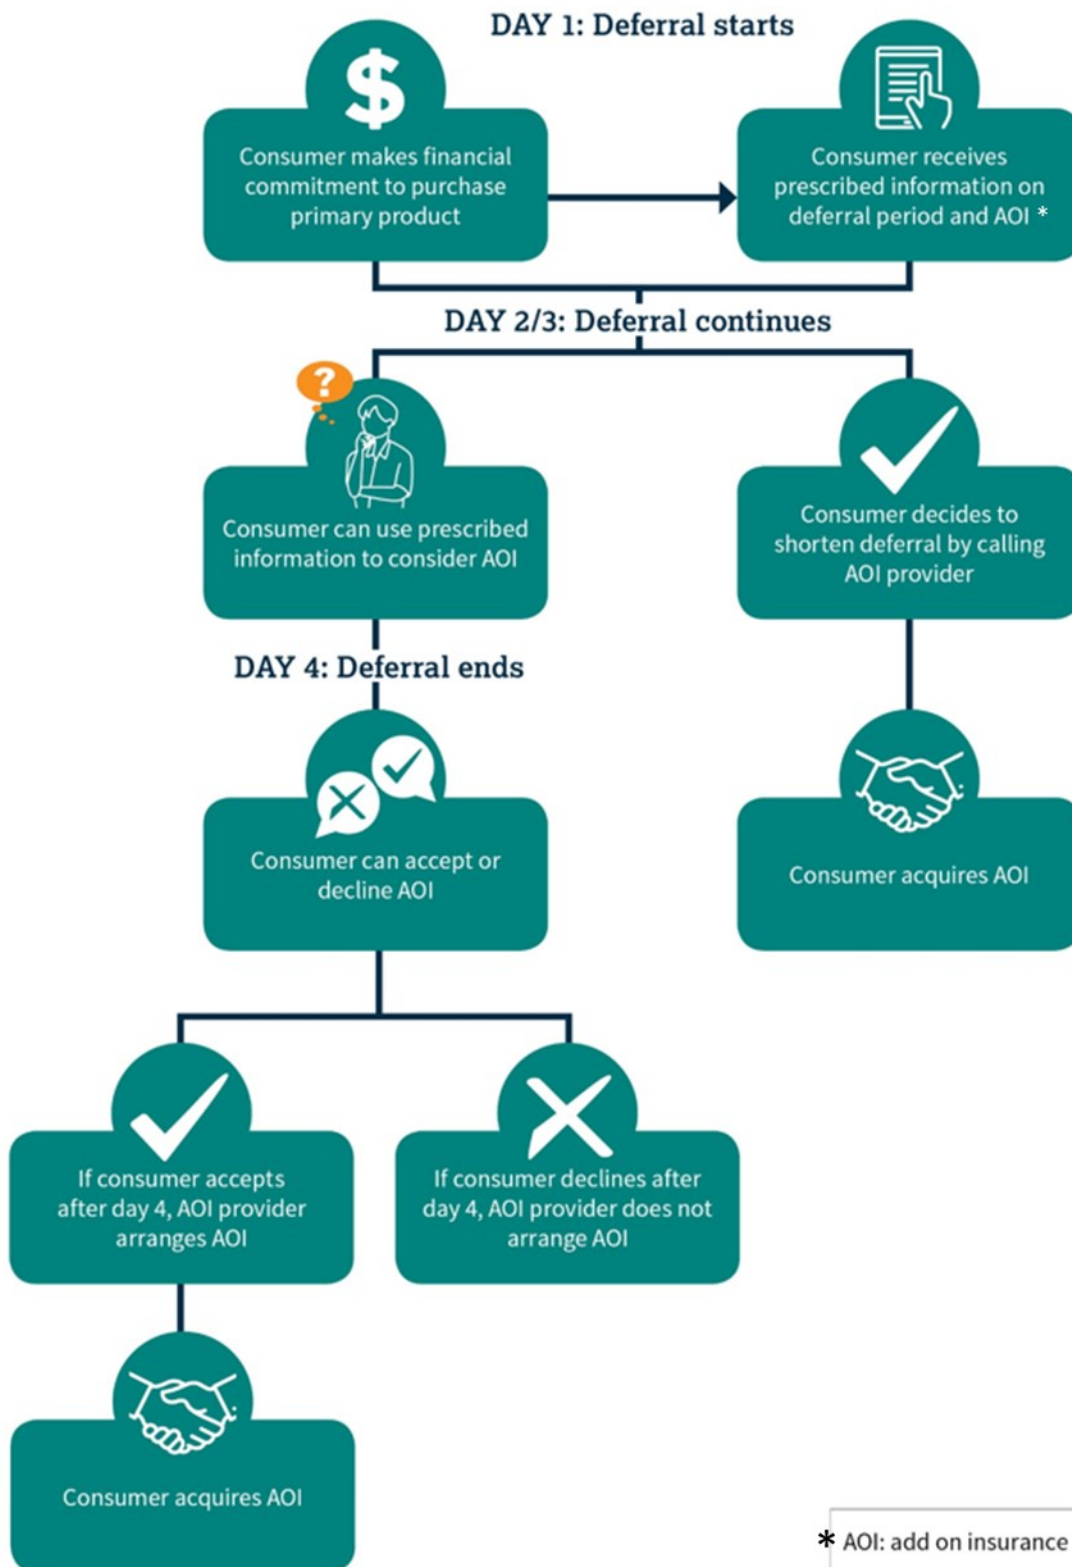 DAY 1: Deferral starts
$
Consumer makes financial
commitment to purchase
primary product
Consumer receives
prescribed information on
deferral period and AOI *
DAY 2/3: Deferral continues
?
Consumer can use prescribed
information to consider AOI
Consumer decides to
shorten deferral by calling
AOI provider
DAY 4: Deferral ends
Consumer can accept or
decline AOI
Consumer acquires AOI
If consumer accepts
after day 4, AOI provider
arranges AOI
If consumer declines after
day 4, AOI provider does not
arrange AOI
Consumer acquires AOI
* AOI: add on insurance